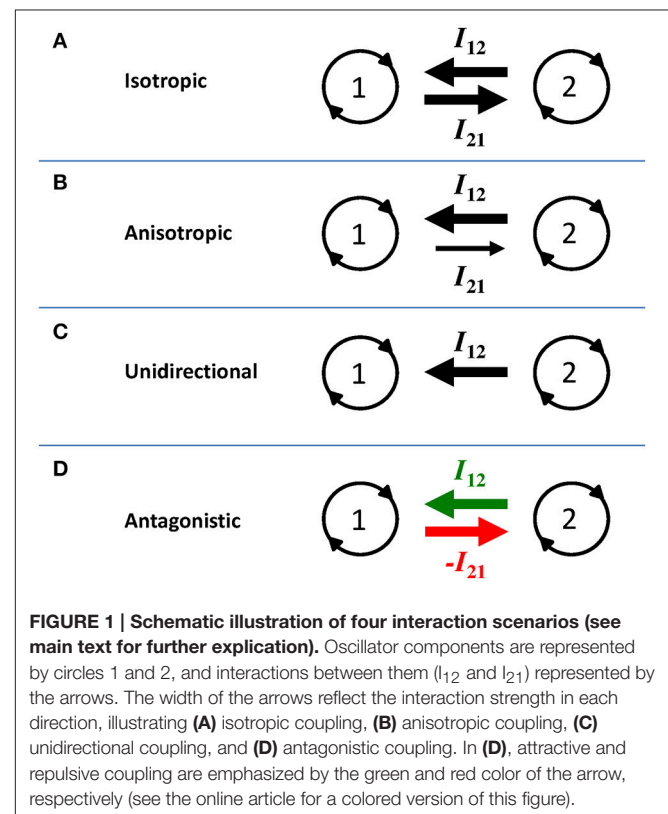 A
Isotropic
I12
1
2
I21
B
Anisotropic
I12
1
2
I21
C
Unidirectional
I12
1
2
D
Antagonistic
I12
1
2
-I21
FIGURE 1 | Schematic illustration of four interaction scenarios (see
main text for further explication). Oscillator components are represented
by circles 1 and 2, and interactions between them (I12 and I21) represented by
the arrows. The width of the arrows reflect the interaction strength in each
direction, illustrating (A) isotropic coupling, (B) anisotropic coupling, (C)
unidirectional coupling, and (D) antagonistic coupling. In (D), attractive and
repulsive coupling are emphasized by the green and red color of the arrow,
respectively (see the online article for a colored version of this figure).